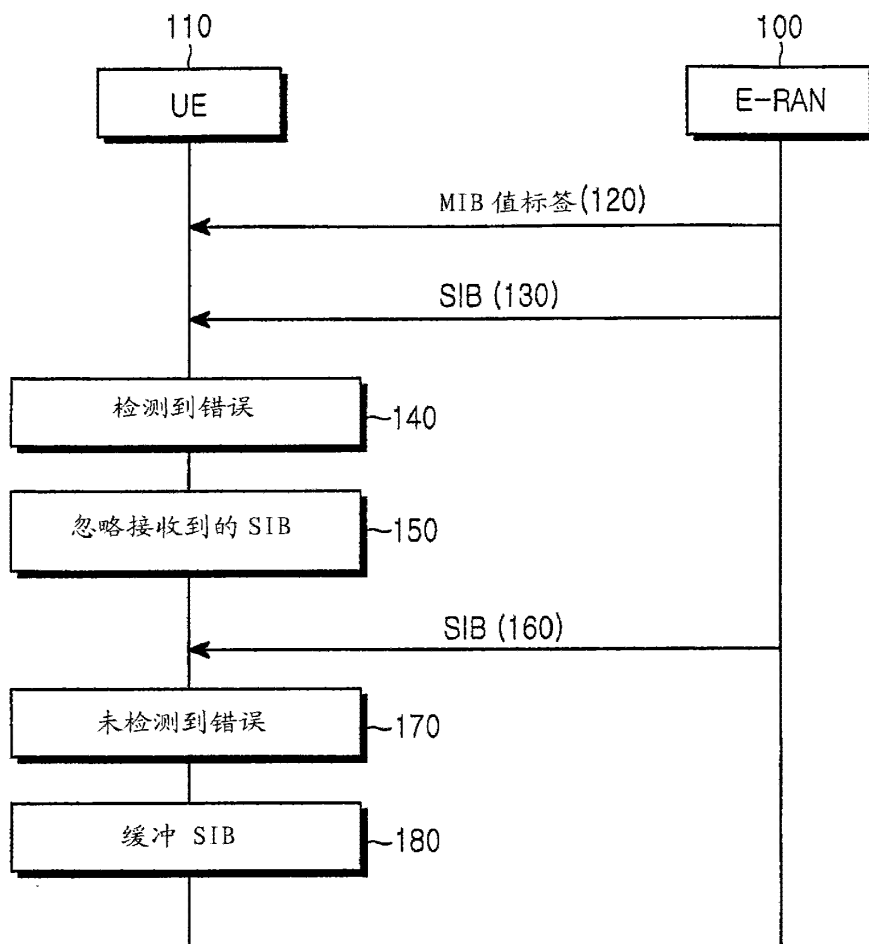 110
100
UE
E-RAN
MIB 值标签(120)
SIB (130)
检测到错误
140
忽略接收到的 SIB
150
SIB (160)
未检测到错误
170
缓冲 SIB
180